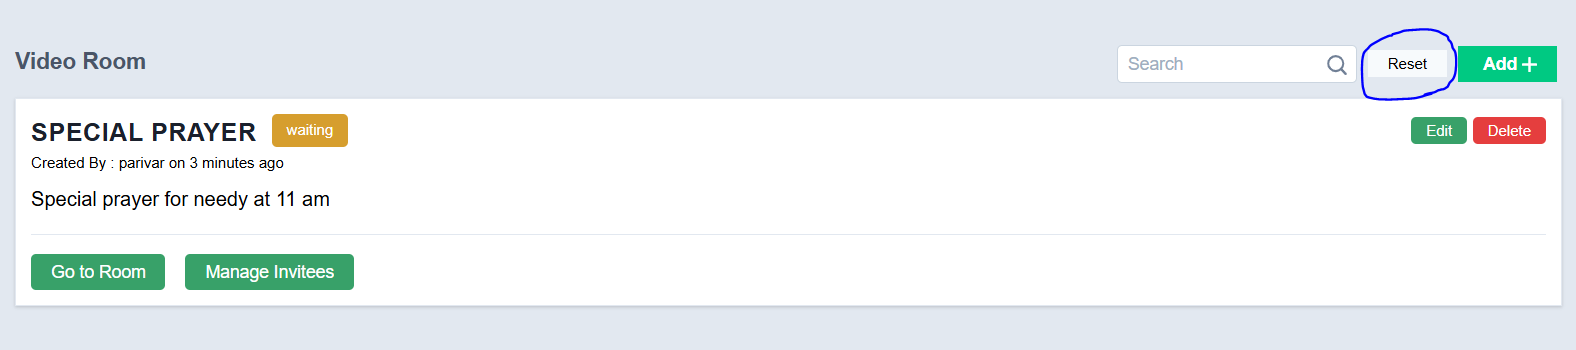 Video Room
Search
Reset
Add +
SPECIAL PRAYER
waiting
Edit
Delete
Created By : parivar on 3 minutes ago
Special prayer for needy at 11 am
Go to Room
Manage Invitees